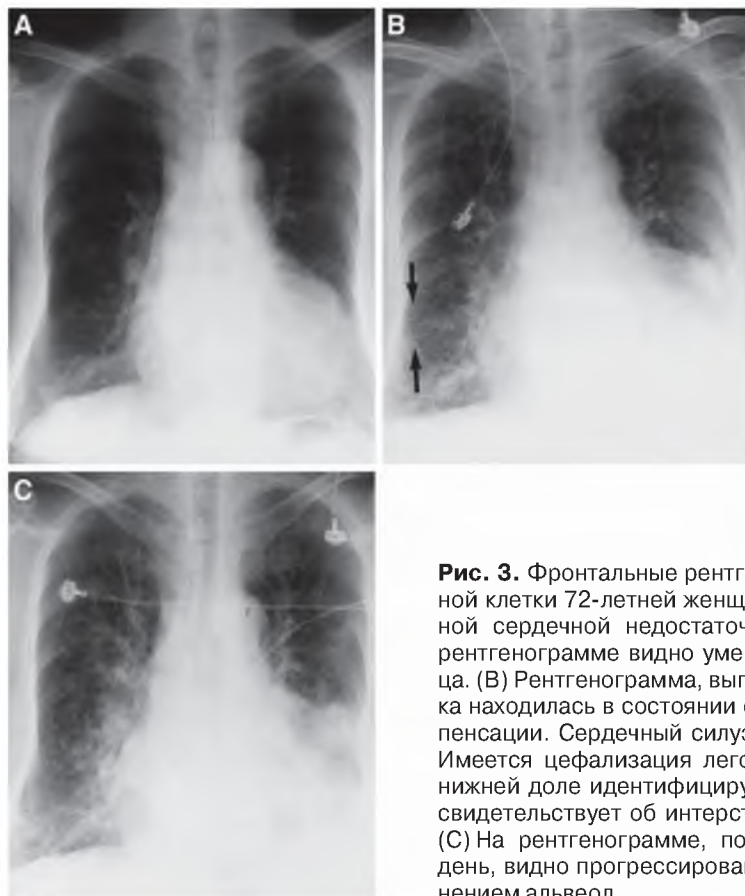 A
B
C
Рис. 3. Фронтальные рентг
ной клетки 72-летней женщ
ной сердечной недостаточ
рентгенограмме видно уме
ца. (B) Рентгенограмма, вып
ка находилась в состоянии
пенсации. Сердечный силуэ
Имеется цефализация лего
нижней доле идентифициру
свидетельствует об интерст
(C) На рентгенограмме, по
день, видно прогрессирован
нением альвеол.